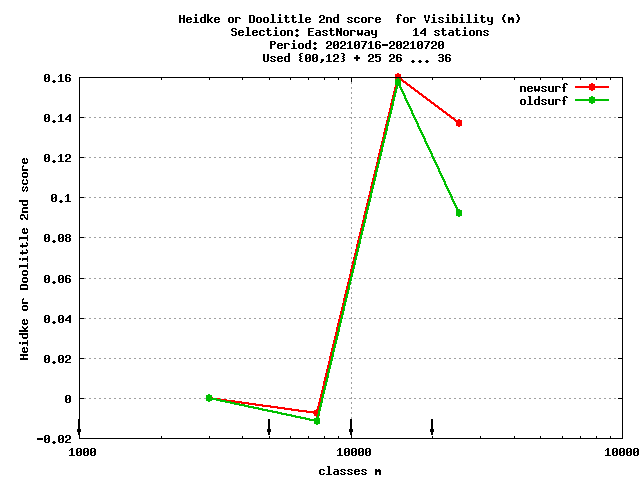 Heidke or Doolittle 2nd score  for Visibility (m)
Selection: EastNorway     14 stations
Period: 20210716-20210720
Used {00,12} + 25 26 ... 36
newsurf
oldsurf
0.16
0.14
0.12
0.1
0.08
0.06
0.04
0.02
0
-0.02
Heidke or Doolittle 2nd score
1000 10000 10000
classes m